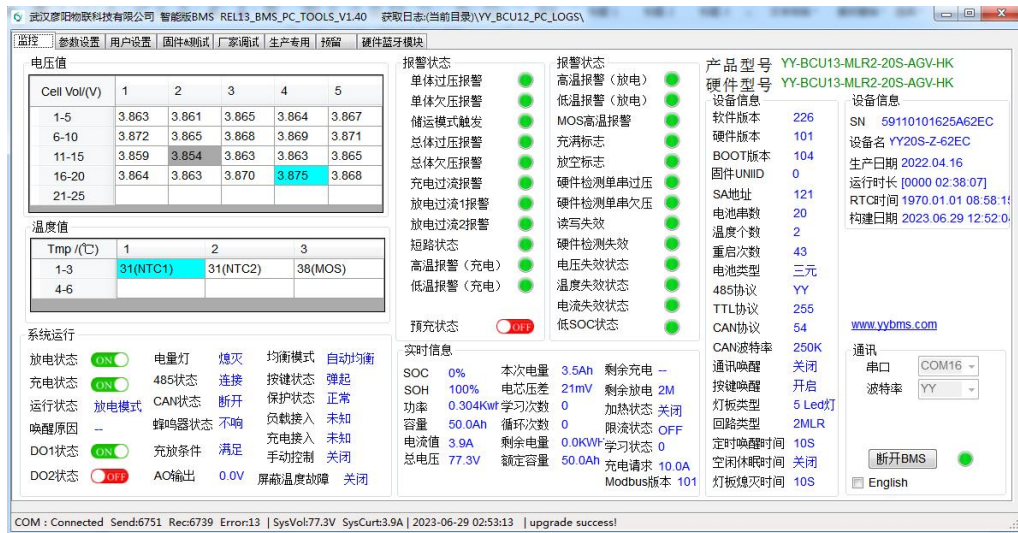 武汉彦阳物联科技有限公司 智能版BMS REL13_BMS_PC_TOOLS_V1.40 获取日志:(当前目录)\YY_BCU12_PC_LOGS\
监控 参数设置 用户设置 固件&测试 厂家调试 生产专用 预留 硬件蓝牙模块
电压值
Cell Vol/(V) 1 2 3 4 5
1-5 3.863 3.861 3.865 3.864 3.867
6-10 3.872 3.865 3.868 3.869 3.871
11-15 3.859 3.854 3.863 3.863 3.865
16-20 3.864 3.863 3.870 3.875 3.868
21-25
温度值
Tmp /(℃) 1 2 3
1-3 31(NTC1) 31(NTC2) 38(MOS)
4-6
系统运行
放电状态 ON 电量灯 熄灭 均衡模式 自动均衡
充电状态 ON 485状态 连接 按键状态 弹起
运行状态 放电模式 CAN状态 断开 保护状态 正常
唤醒原因 -- 蜂鸣器状态 不响 负载接入 未知
DO1状态 ON 充放条件 满足 充电接入 未知
手动控制 关闭
DO2状态 OFF AO输出 0.0V 屏蔽温度故障 关闭
报警状态
单体过压报警
单体欠压报警
储运模式触发
总体过压报警
总体欠压报警
充电过流报警
放电过流1报警
放电过流2报警
短路状态
高温报警（充电）
低温报警（充电）
预充状态 OFF
报警状态
高温报警（放电）
低温报警（放电）
MOS高温报警
充满标志
放空标志
硬件检测单串过压
硬件检测单串欠压
读写失效
硬件检测失效
电压失效状态
温度失效状态
电流失效状态
低SOC状态
实时信息
SOC 0% 本次电量 3.5Ah 剩余充电 --
SOH 100% 电芯压差 21mV 剩余放电 2M
功率 0.304Kwh 学习次数 0 加热状态 关闭
容量 50.0Ah 循环次数 0 限流状态 OFF
电流值 3.9A 剩余电量 0.0KWH 学习状态 0
总电压 77.3V 额定容量 50.0Ah 充电请求 10.0A
Modbus版本 101
产品型号 YY-BCU13-MLR2-20S-AGV-HK
硬件型号 YY-BCU13-MLR2-20S-AGV-HK
设备信息
软件版本 226
硬件版本 101
BOOT版本 104
固件UNIID 0
SA地址 121
电池串数 20
温度个数 2
重启次数 43
电池类型 三元
485协议 YY
TTL协议 255
CAN协议 54
CAN波特率 250K
通讯唤醒 关闭
按键唤醒 开启
灯板类型 5 Led灯
回路类型 2MLR
定时唤醒时间 10S
空闲休眠时间 关闭
灯板熄灭时间 10S
设备信息
SN 59110101625A62EC
设备名 YY20S-Z-62EC
生产日期 2022.04.16
运行时长 [0000 02:38:07]
RTC时间 1970.01.01 08:58:1
构建日期 2023.06.29 12:52:0
www.yybms.com
通讯
串口 COM16
波特率 YY
断开BMS
English
COM : Connected Send:6751 Rec:6739 Error:13 | SysVol:77.3V SysCurt:3.9A | 2023-06-29 02:53:13 | upgrade success!